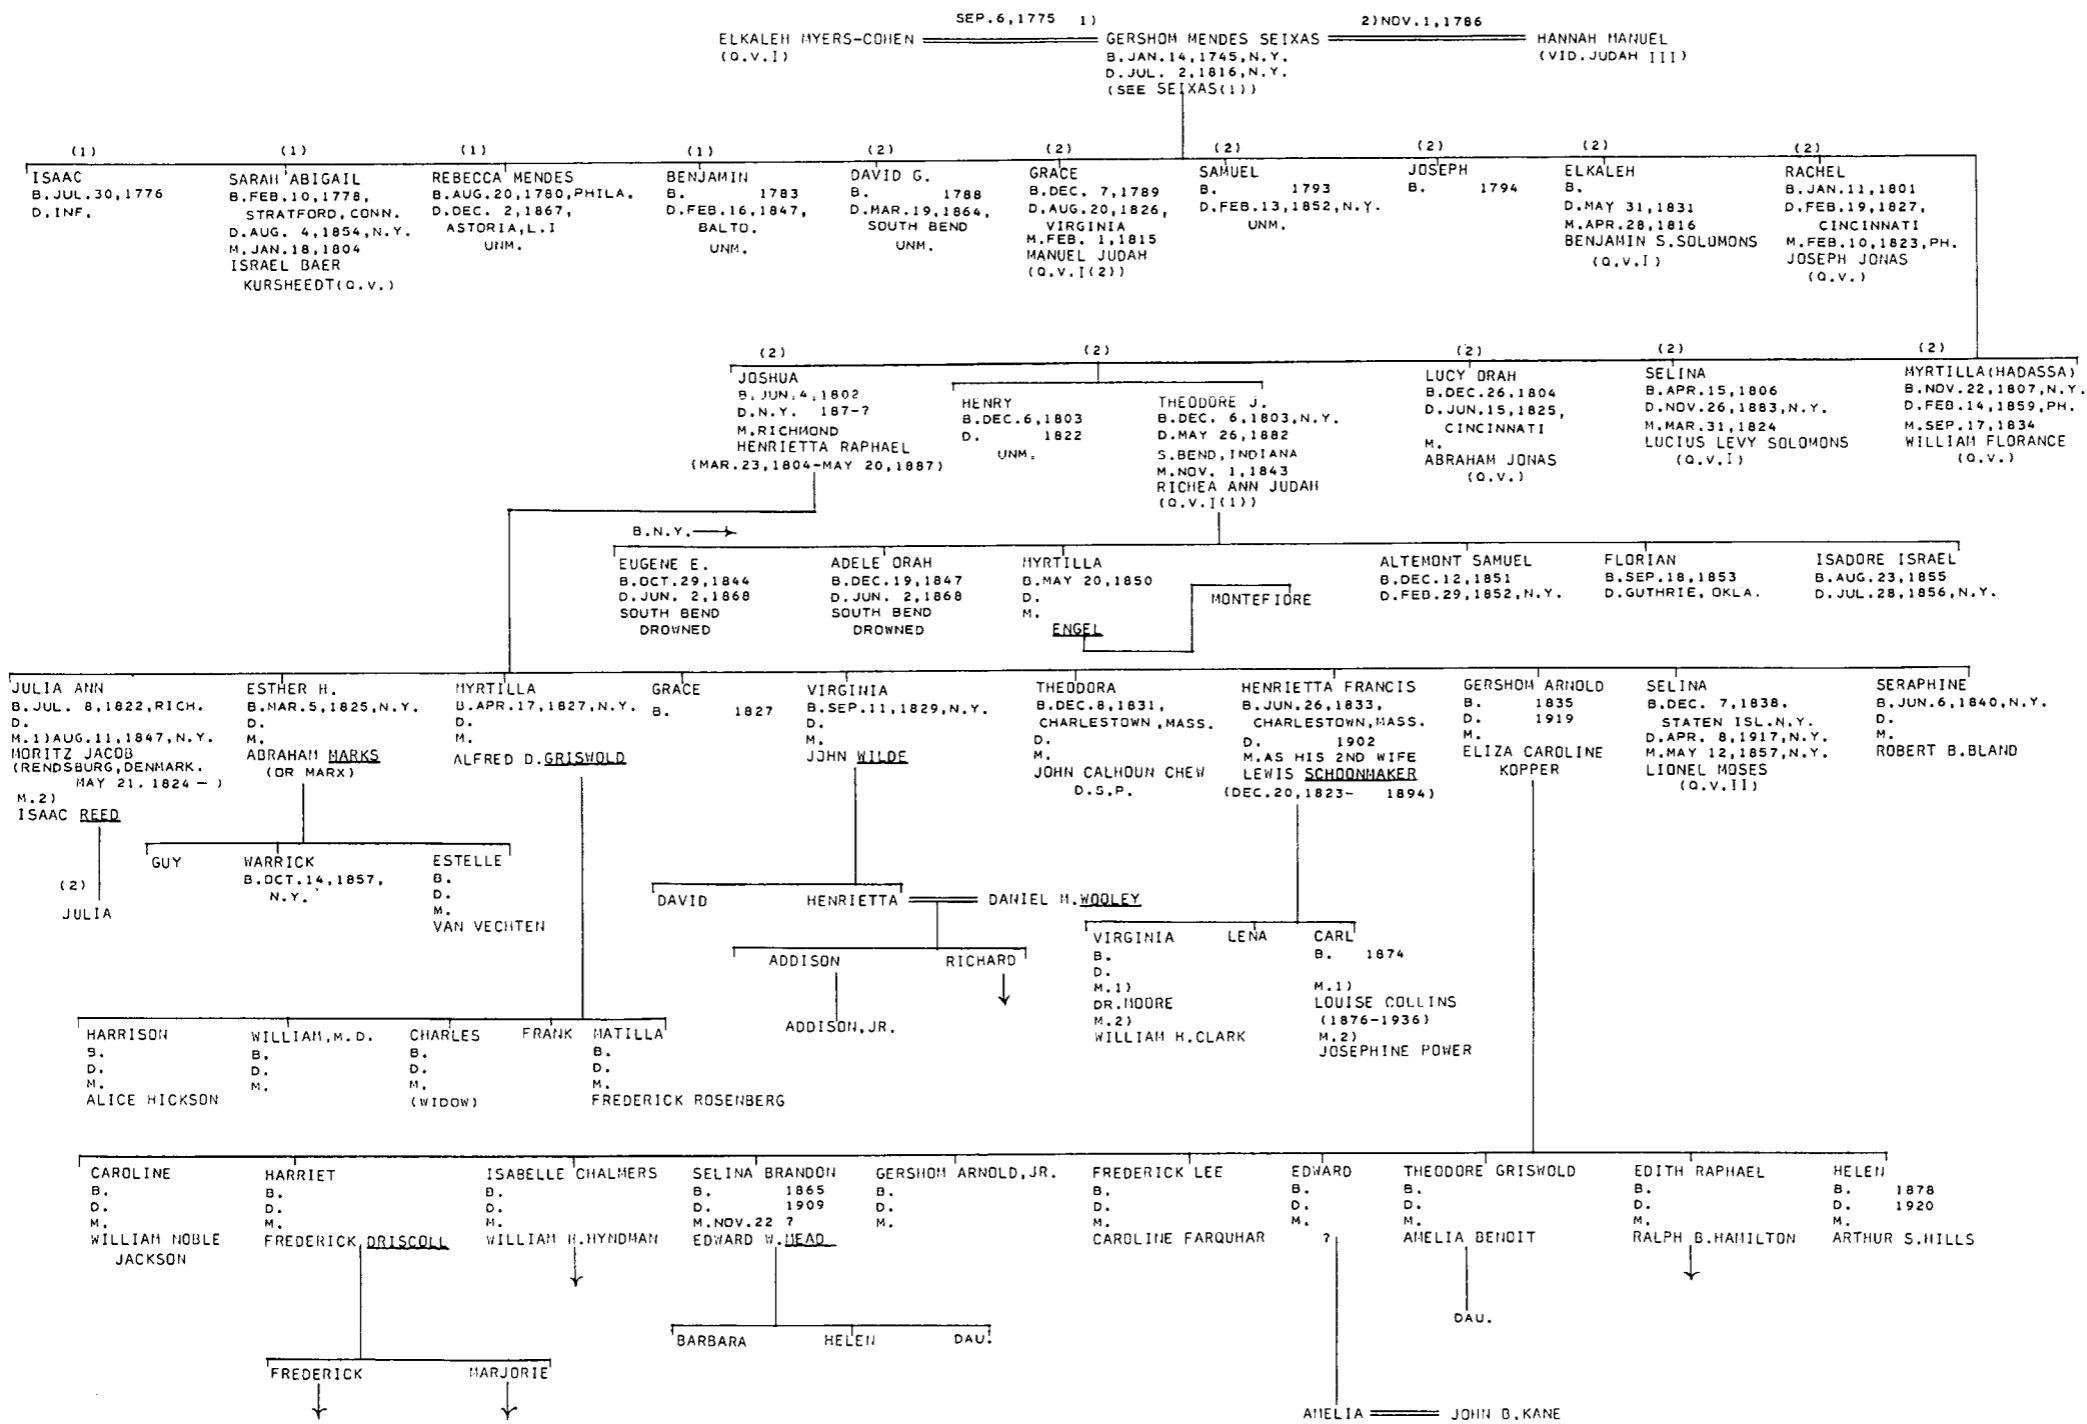 SEP.6,1775 1)
2)NOV.1,1786
ELKALEH MYERS-COHEN
(Q.V.I)
GERSHOM MENDES SEIXAS
B.JAN.14,1745,N.Y.
D.JUL. 2,1816,N.Y.
(SEE SEIXAS(1))
HANNAH MANUEL
(VID.JUDAH III)
(1)
ISAAC
B.JUL.30,1776
D.INF.
(1)
SARAH ABIGAIL
B.FEB.10,1778,
STRATFORD,CONN.
D.AUG. 4,1854,N.Y.
M.JAN.18,1804
ISRAEL BAER
KURSHEEDT(Q.V.)
(1)
REBECCA MENDES
B.AUG.20,1780,PHILA.
D.DEC. 2,1867,
ASTORIA,L.I
UNM.
(1)
BENJAMIN
B. 1783
D.FEB.16,1847,
BALTO.
UNM.
(2)
DAVID G.
B. 1788
D.MAR.19,1864,
SOUTH BEND
UNM.
(2)
GRACE
B.DEC. 7,1789
D.AUG.20,1826,
VIRGINIA
M.FEB. 1,1815
MANUEL JUDAH
(Q.V.I(2))
(2)
SAMUEL
B. 1793
D.FEB.13,1852,N.Y.
UNM.
(2)
JOSEPH
B. 1794
(2)
ELKALEH
B.
D.MAY 31,1831
M.APR.28,1816
BENJAMIN S.SOLOMONS
(Q.V.I)
(2)
RACHEL
B.JAN.11,1801
D.FEB.19,1827,
CINCINNATI
M.FEB.10,1823,PH.
JOSEPH JONAS
(Q.V.)
(2)
JOSHUA
B.JUN.4,1802
D.N.Y. 187-?
M.RICHMOND
HENRIETTA RAPHAEL
(MAR.23,1804-MAY 20,1887)
(2)
HENRY
B.DEC.6,1803
D. 1822
UNM.
THEODORE J.
B.DEC. 6,1803,N.Y.
D.MAY 26,1882
S.BEND,INDIANA
M.NOV. 1,1843
RICHEA ANN JUDAH
(Q.V.I(1))
(2)
LUCY ORAH
B.DEC.26,1804
D.JUN.15,1825,
CINCINNATI
M.
ABRAHAM JONAS
(Q.V.)
(2)
SELINA
B.APR.15,1806
D.NOV.26,1883,N.Y.
M.MAR.31,1824
LUCIUS LEVY SOLOMONS
(Q.V.I)
(2)
MYRTILLA(HADASSA)
B.NOV.22,1807,N.Y.
D.FEB.14,1859,PH.
M.SEP.17,1834
WILLIAM FLORANCE
(Q.V.)
B.N.Y.
EUGENE E.
B.OCT.29,1844
D.JUN. 2,1868
SOUTH BEND
DROWNED
ADELE ORAH
B.DEC.19,1847
D.JUN. 2,1868
SOUTH BEND
DROWNED
MYRTILLA
B.MAY 20,1850
D.
M.
ENGEL
MONTEFIORE
ALTEMONT SAMUEL
B.DEC.12,1851
D.FEB.29,1852,N.Y.
FLORIAN
B.SEP.18,1853
D.GUTHRIE,OKLA.
ISADORE ISRAEL
B.AUG.23,1855
D.JUL.28,1856,N.Y.
JULIA ANN
B.JUL. 8,1822,RICH.
D.
M.1)AUG.11,1847,N.Y.
MORITZ JACOB
(RENDSBURG,DENMARK.
MAY 21. 1824 - )
M.2)
ISAAC REED
ESTHER H.
B.MAR.5,1825,N.Y.
D.
M.
ABRAHAM MARKS
(OR MARX)
MYRTILLA
B.APR.17,1827,N.Y.
D.
M.
ALFRED D.GRISWOLD
GRACE
B. 1827
VIRGINIA
B.SEP.11,1829,N.Y.
D.
M.
JOHN WILDE
THEODORA
B.DEC.8,1831,
CHARLESTOWN,MASS.
D.
M.
JOHN CALHOUN CHEW
D.S.P.
HENRIETTA FRANCIS
B.JUN.26,1833,
CHARLESTOWN,MASS.
D. 1902
M.AS HIS 2ND WIFE
LEWIS SCHOONMAKER
(DEC.20,1823- 1894)
GERSHOM ARNOLD
B. 1835
D. 1919
M.
ELIZA CAROLINE
KOPPER
SELINA
B.DEC. 7,1838.
STATEN ISL.N.Y.
D.APR. 8,1917,N.Y.
M.MAY 12,1857,N.Y.
LIONEL MOSES
(Q.V.II)
SERAPHINE
B.JUN.6,1840,N.Y.
D.
M.
ROBERT B.BLAND
(2)
JULIA
GUY
WARRICK
B.OCT.14,1857,
N.Y.
ESTELLE
B.
D.
M.
VAN VECHTEN
DAVID
HENRIETTA
DANIEL M.WOOLEY
ADDISON
RICHARD
ADDISON,JR.
VIRGINIA
B.
D.
M.1)
DR.MOORE
M.2)
WILLIAM H.CLARK
LENA
CARL
B. 1874
M.1)
LOUISE COLLINS
(1876-1936)
M.2)
JOSEPHINE POWER
HARRISON
B.
D.
M.
ALICE HICKSON
WILLIAM,M.D.
B.
D.
M.
CHARLES
B.
D.
M.
(WIDOW)
FRANK
MATILLA
B.
D.
M.
FREDERICK ROSENBERG
CAROLINE
B.
D.
M.
WILLIAM NOBLE
JACKSON
HARRIET
B.
D.
M.
FREDERICK DRISCOLL
ISABELLE CHALMERS
B.
D.
M.
WILLIAM H.HYNDMAN
SELINA BRANDON
B. 1865
D. 1909
M.NOV.22 ?
EDWARD W.MEAD
GERSHOM ARNOLD,JR.
B.
D.
M.
FREDERICK LEE
B.
D.
M.
CAROLINE FARQUHAR
EDWARD
B.
D.
M.
?
THEODORE GRISWOLD
B.
D.
M.
AMELIA BENOIT
EDITH RAPHAEL
B.
D.
M.
RALPH B.HAMILTON
HELEN
B. 1878
D. 1920
M.
ARTHUR S.HILLS
DAU.
BARBARA
HELEN
DAU.
FREDERICK
MARJORIE
AMELIA
JOHN B.KANE